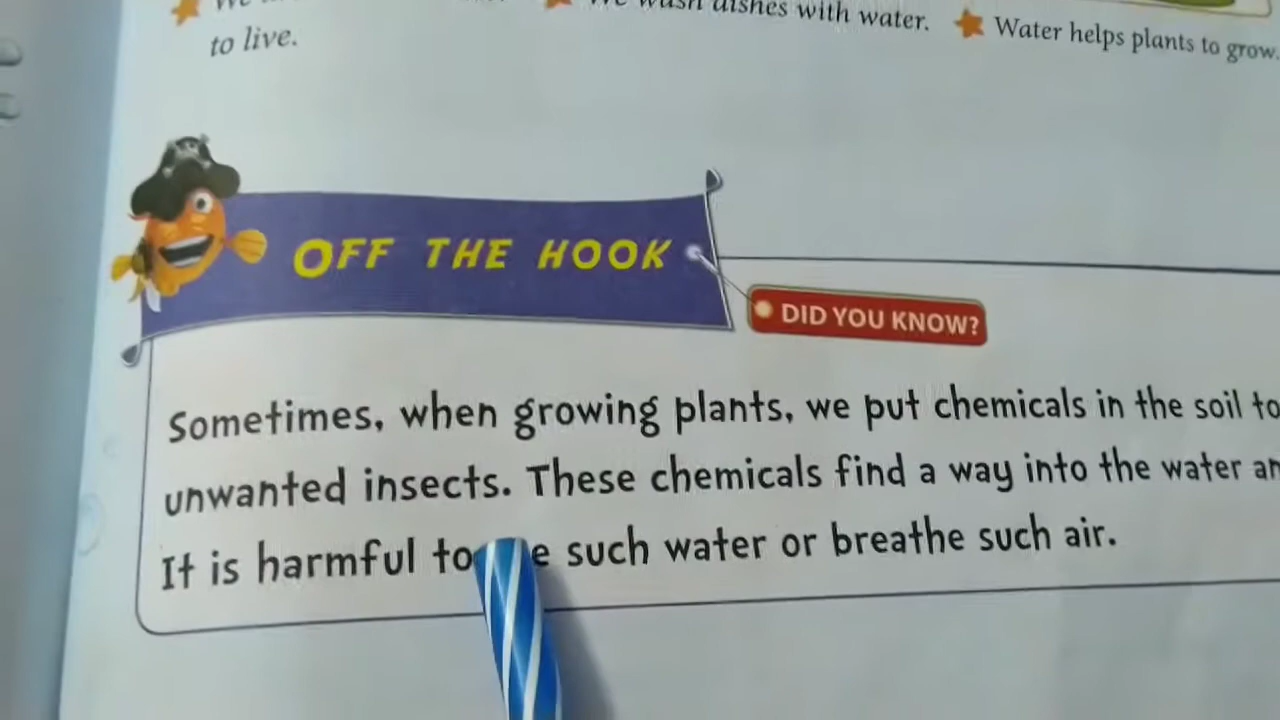 We wash dishes with water.
Water helps plants to grow.
to live.
OFF THE HOOK
DID YOU KNOW?
Sometimes, when growing plants, we put chemicals in the soil to
unwanted insects. These chemicals find a way into the water
It is harmful to such water or breathe such air.